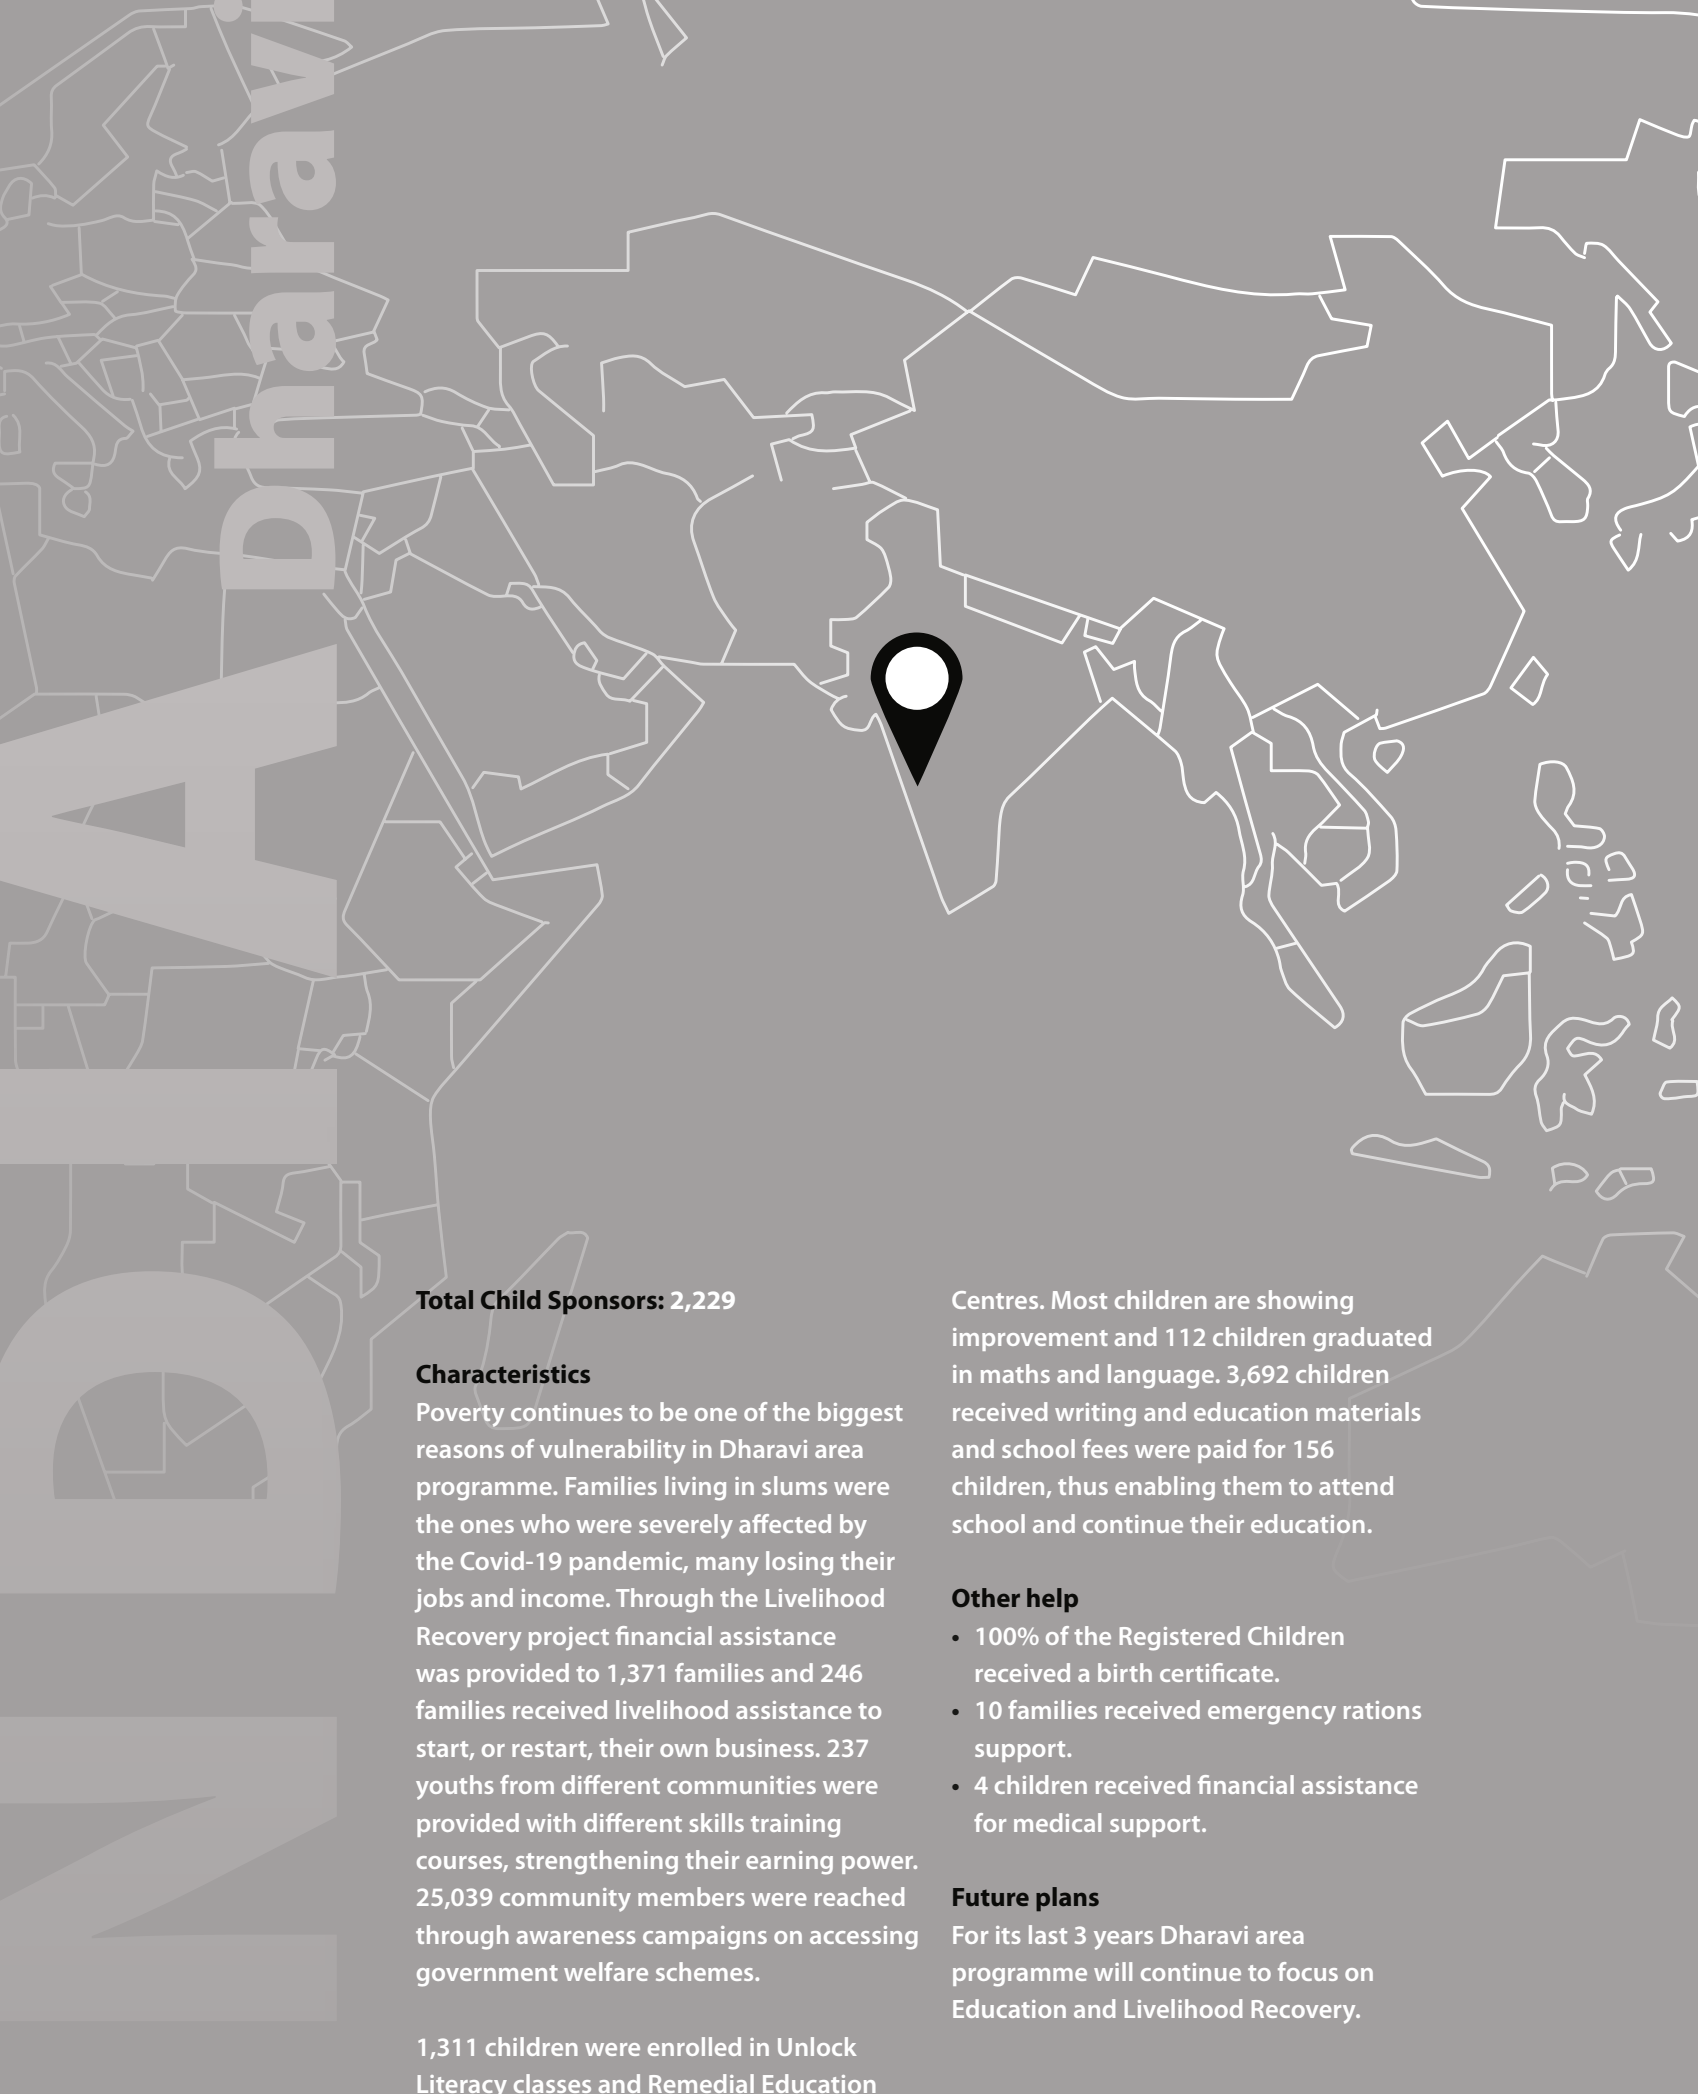 INDIA Dharavi
Total Child Sponsors: 2,229
Characteristics
Poverty continues to be one of the biggest
reasons of vulnerability in Dharavi area
programme. Families living in slums were
the ones who were severely affected by
the Covid-19 pandemic, many losing their
jobs and income. Through the Livelihood
Recovery project financial assistance
was provided to 1,371 families and 246
families received livelihood assistance to
start, or restart, their own business. 237
youths from different communities were
provided with different skills training
courses, strengthening their earning power.
25,039 community members were reached
through awareness campaigns on accessing
government welfare schemes.
1,311 children were enrolled in Unlock
Literacy classes and Remedial Education
Centres. Most children are showing
improvement and 112 children graduated
in maths and language. 3,692 children
received writing and education materials
and school fees were paid for 156
children, thus enabling them to attend
school and continue their education.
Other help
• 100% of the Registered Children
received a birth certificate.
• 10 families received emergency rations
support.
• 4 children received financial assistance
for medical support.
Future plans
For its last 3 years Dharavi area
programme will continue to focus on
Education and Livelihood Recovery.